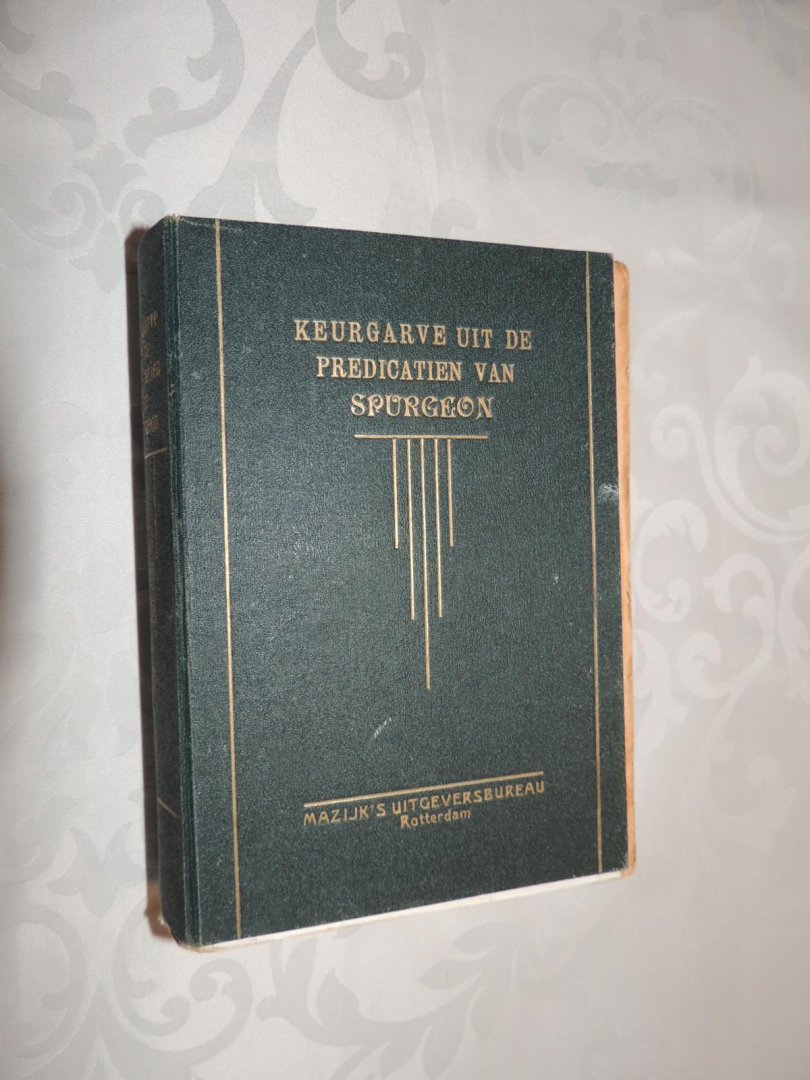 KEURGARVE UIT DE
PREDICATIEN VAN
SPURGEON
MAZIJK'S UITGEVERSBUREAU
Rotterdam